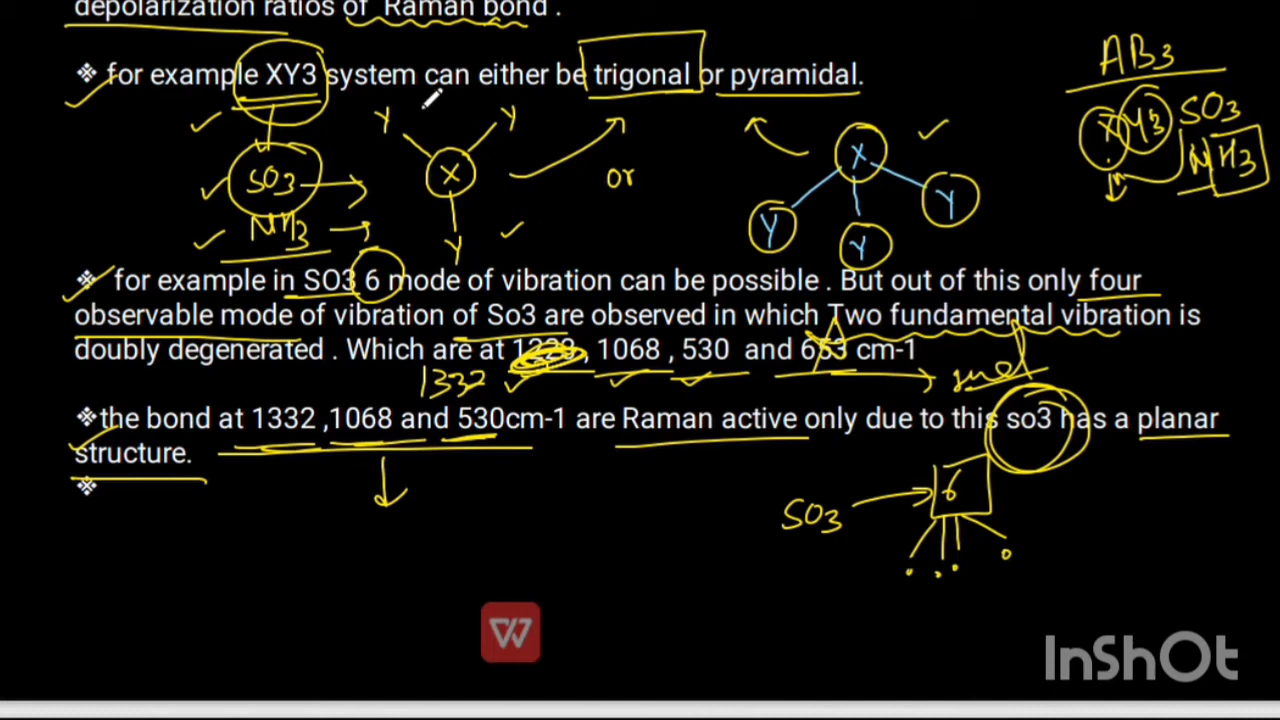 depolarization ratios of Raman bond .
❖ for example XY3 system can either be trigonal or pyramidal.
AB3
XY3 SO3
NH3
Y Y
X
Y
SO3
NH3
or
X
Y Y Y
❖ for example in SO3 6 mode of vibration can be possible . But out of this only four
observable mode of vibration of So3 are observed in which Two fundamental vibration is
doubly degenerated . Which are at , 1068 , 530 and 653 cm-1
1332
❖the bond at 1332 ,1068 and 530cm-1 are Raman active only due to this so3 has a planar
structure.
❖
SO3 6
W
InShOt